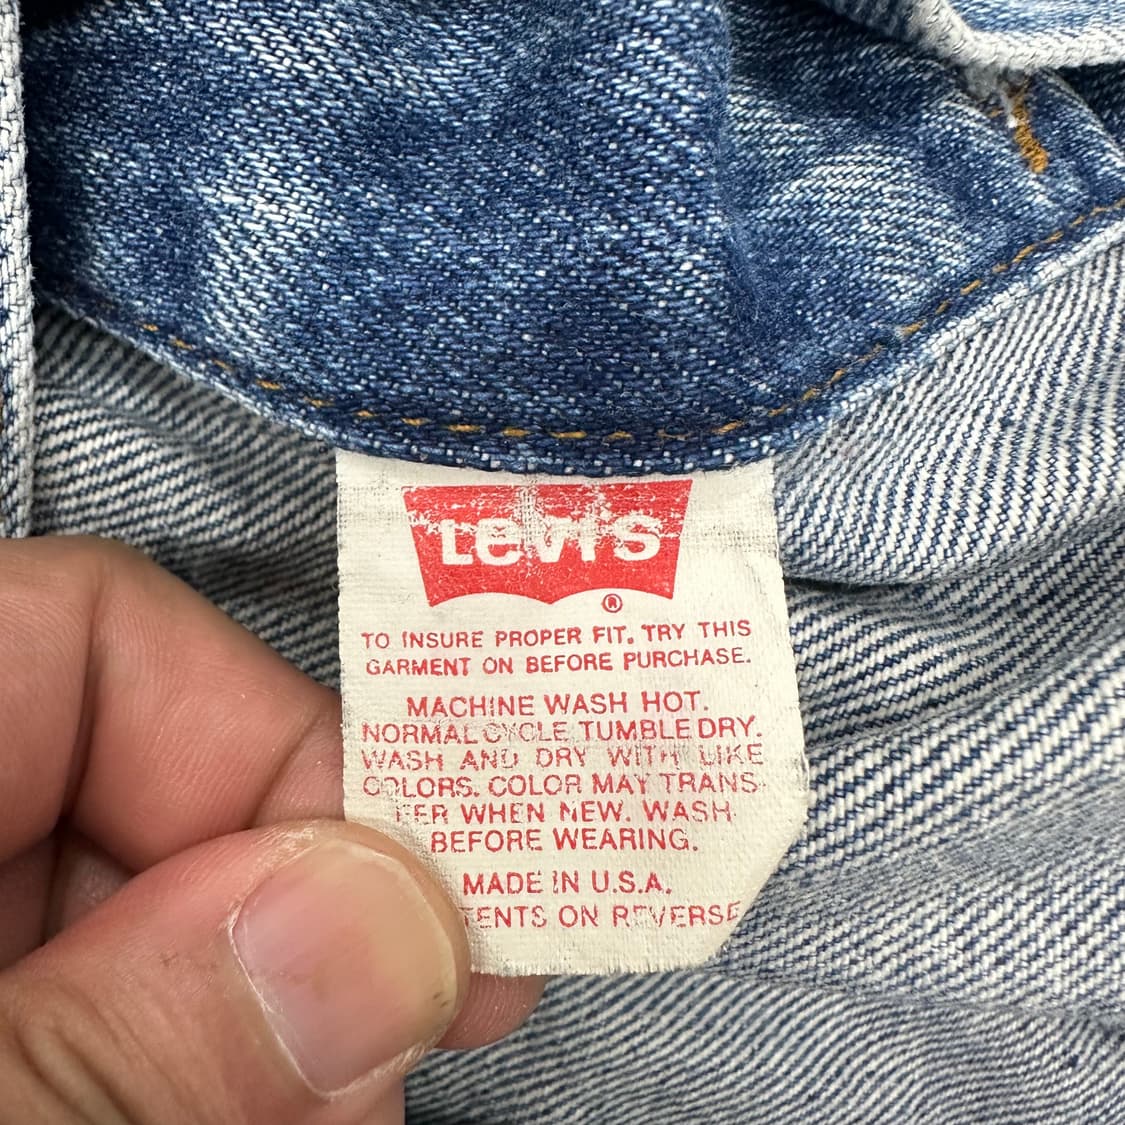 Levi's
®
TO INSURE PROPER FIT. TRY THIS
GARMENT ON BEFORE PURCHASE.
MACHINE WASH HOT.
NORMAL CYCLE TUMBLE DRY.
WASH AND DRY WITH LIKE
COLORS. COLOR MAY TRANS-
FER WHEN NEW. WASH
BEFORE WEARING.
MADE IN U.S.A.
TENTS ON REVERSE